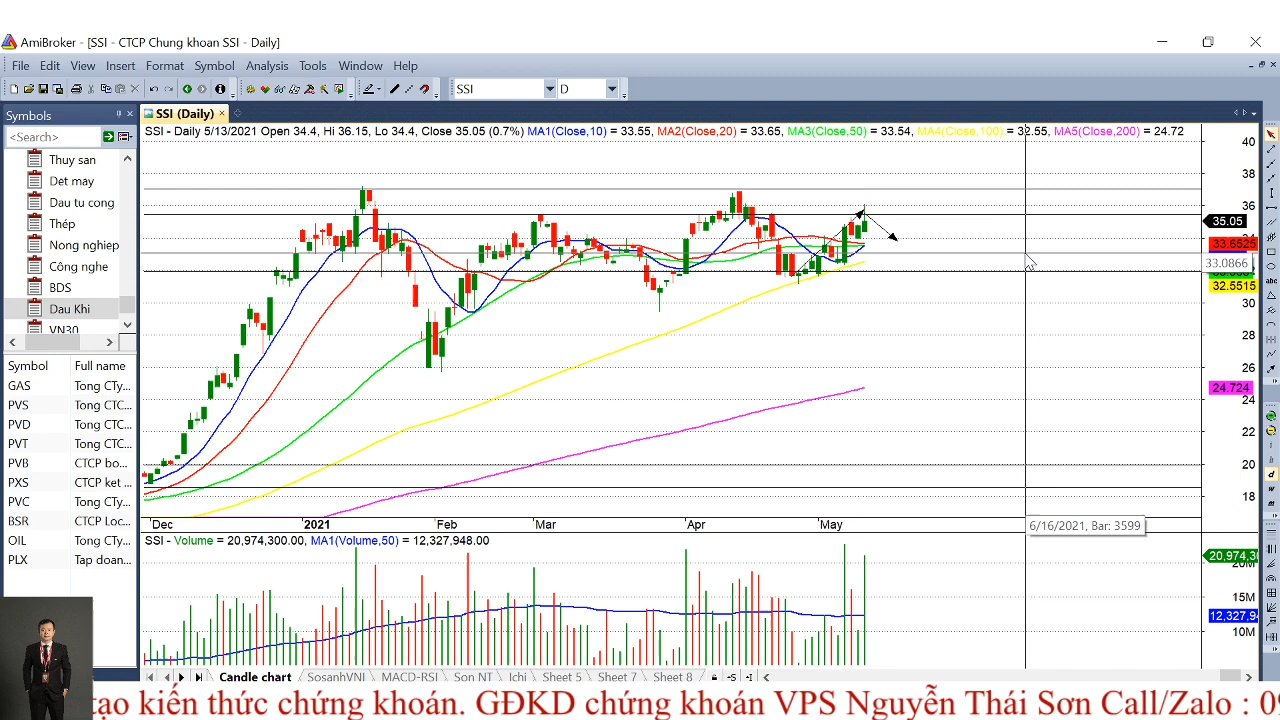 AmiBroker - [SSI - CTCP Chung khoan SSI - Daily]
File Edit View Insert Format Symbol Analysis Tools Window Help
SSI D
Symbols
SSI (Daily)
<Search>
SSI - Daily 5/13/2021 Open 34.4, Hi 36.15, Lo 34.4, Close 35.05 (0.7%) MA1(Close,10) = 33.55, MA2(Close,20) = 33.65, MA3(Close,50) = 33.54, MA4(Close,100) = 32.55, MA5(Close,200) = 24.72
Thuy san
Det may
Dau tu cong
Thép
Nong nghiep
Công nghe
BDS
Dau Khi
VN30
40
38
36
35.05
34
33.6525
33.0866
32.5515
30
28
26
24.724
24
22
20
18
Symbol Full name
GAS Tong CTy...
PVS Tong CTC...
PVD Tong CTC...
PVT Tong CTC...
PVB CTCP bo...
PXS CTCP ket ...
PVC Tong CTy...
BSR CTCP Loc...
OIL Tong CTy...
PLX Tap doan...
Dec 2021 Feb Mar Apr May
6/16/2021, Bar: 3599
SSI - Volume = 20,974,300.00, MA1(Volume,50) = 12,327,948.00
20,974,30
20M
15M
12,327,94
10M
Candle chart SosanhVNI MACD-RSI Son NT Ichi Sheet 5 Sheet 7 Sheet 8
tạo kiến thức chứng khoán. GĐKD chứng khoán VPS Nguyễn Thái Sơn Call/Zalo : 0